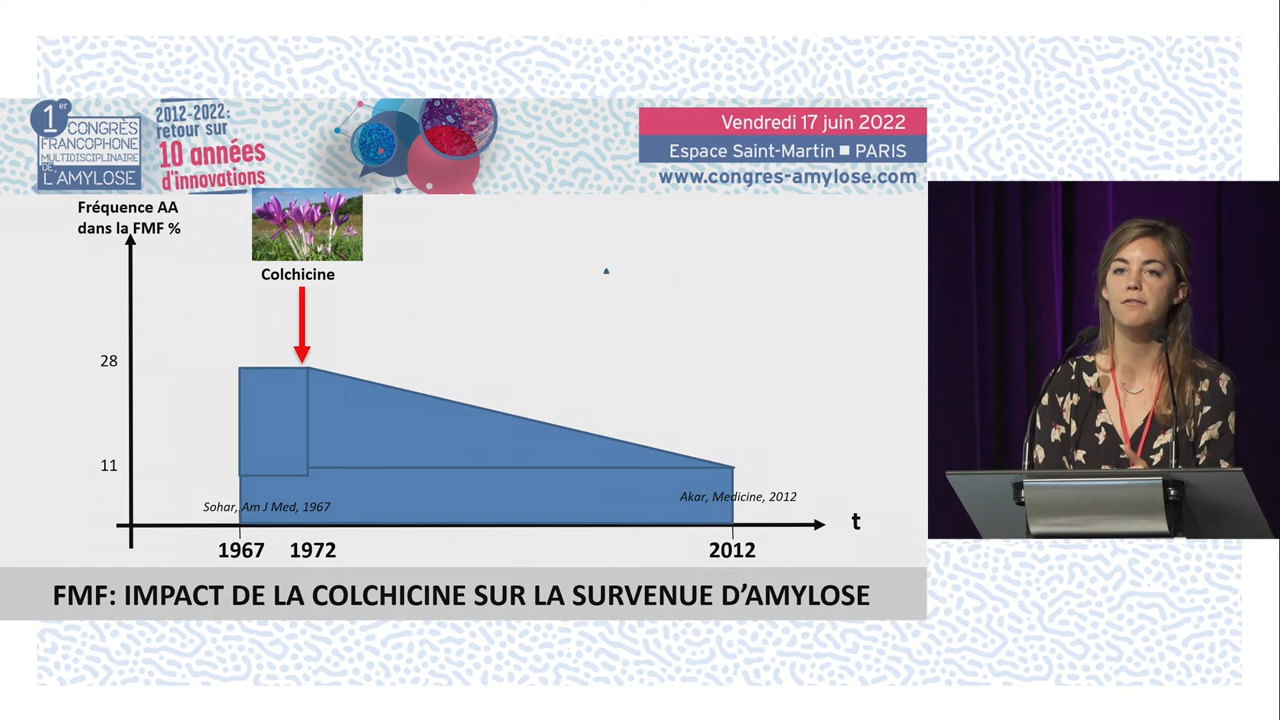 1er
CONGRÈS
FRANCOPHONE
MULTIDISCIPLINAIRE
DE
L'AMYLOSE
2012-2022:
retour sur
10 années
d'innovations
Vendredi 17 juin 2022
Espace Saint-Martin ■ PARIS
www.congres-amylose.com
Fréquence AA
dans la FMF %
Colchicine
28
11
Sohar, Am J Med, 1967
Akar, Medicine, 2012
t
1967
1972
2012
FMF: IMPACT DE LA COLCHICINE SUR LA SURVENUE D'AMYLOSE